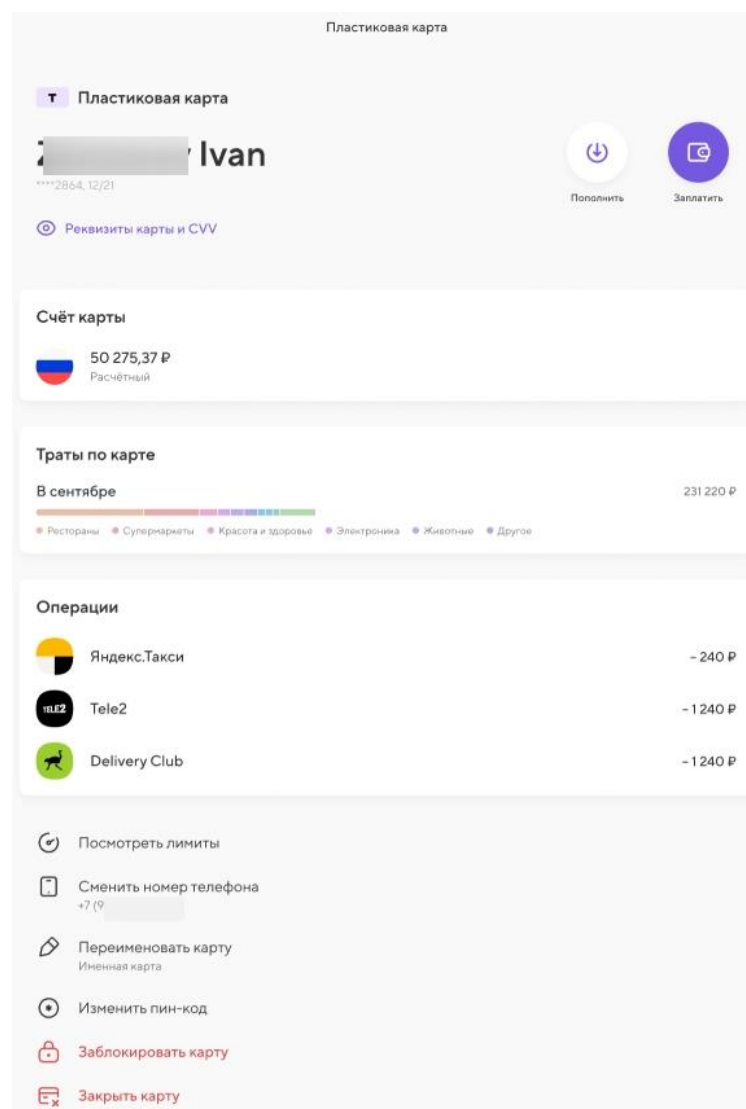 Пластиковая карта
T Пластиковая карта
Ivan
****2864, 12/21
Пополнить
Заплатить
Реквизиты карты и CVV
Счёт карты
50 275,37 ₽
Расчётный
Траты по карте
В сентябре
231 220 ₽
Рестораны Супермаркеты Красота и здоровье Электроника Животные Другое
Операции
Яндекс.Такси
- 240 ₽
TELE2 Tele2
- 1 240 ₽
Delivery Club
- 1 240 ₽
Посмотреть лимиты
Сменить номер телефона
+7 (9
Переименовать карту
Именная карта
Изменить пин-код
Заблокировать карту
Закрыть карту